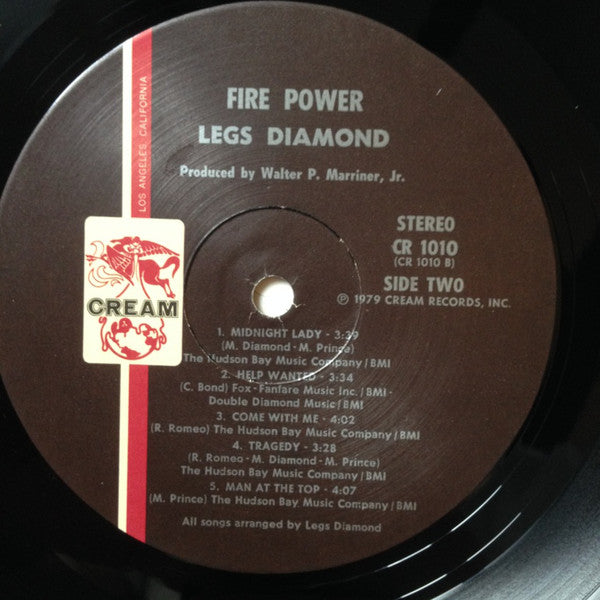 LOS ANGELES · CALIFORNIA
FIRE POWER
LEGS DIAMOND
Produced by Walter P. Marriner, Jr.
STEREO
CR 1010
(CR 1010 B)
SIDE TWO
℗ 1979 CREAM RECORDS, INC.
CREAM
1. MIDNIGHT LADY - 3:39
(M. Diamond - M. Prince)
The Hudson Bay Music Company/BMI
2. HELP WANTED - 3:34
(C. Bond) Fox - Fanfare Music Inc./BMI -
Double Diamond Music/BMI
3. COME WITH ME - 4:02
(R. Romeo) The Hudson Bay Music Company/BMI
4. TRAGEDY - 3:28
(R. Romeo - M. Diamond - M. Prince)
The Hudson Bay Music Company/BMI
5. MAN AT THE TOP - 4:07
(M. Prince) The Hudson Bay Music Company/BMI
All songs arranged by Legs Diamond